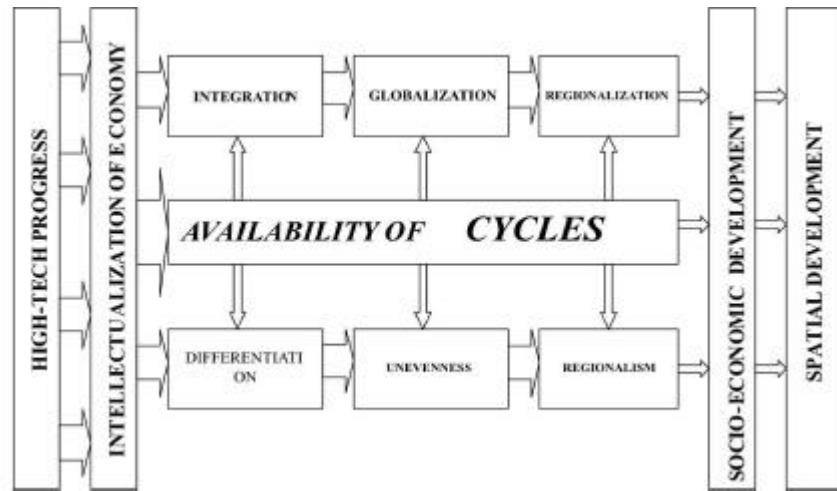 HIGH-TECH PROGRESS
INTELLECTUALIZATION OF ECONOMY
INTEGRATION
GLOBALIZATION
REGIONALIZATION
AVAILABILITY OF CYCLES
DIFFERENTIATI
ON
UNEVENNESS
REGIONALISM
SOCIO-ECONOMIC DEVELOPMENT
SPATIAL DEVELOPMENT